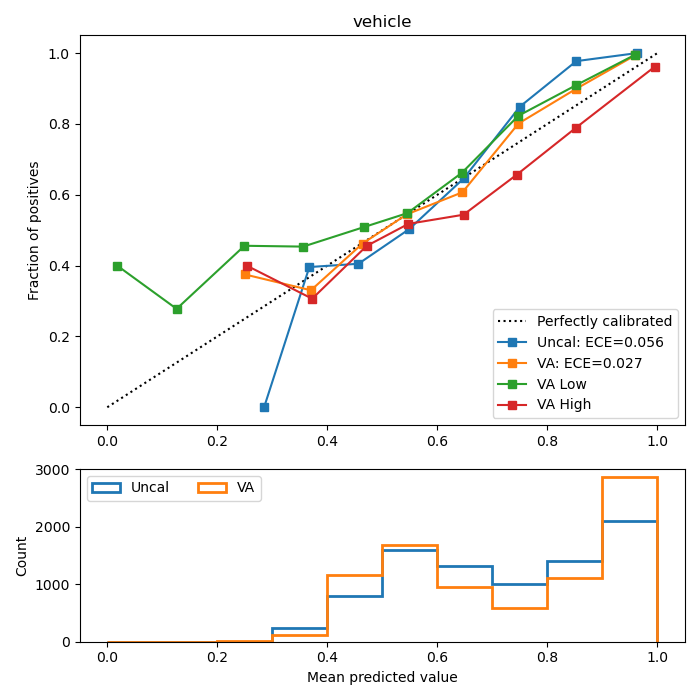 vehicle
1.0
0.8
0.6
0.4
0.2
0.0
Fraction of positives
Perfectly calibrated
Uncal: ECE=0.056
VA: ECE=0.027
VA Low
VA High
0.0 0.2 0.4 0.6 0.8 1.0
3000
2000
1000
0
Count
Uncal VA
0.0 0.2 0.4 0.6 0.8 1.0
Mean predicted value